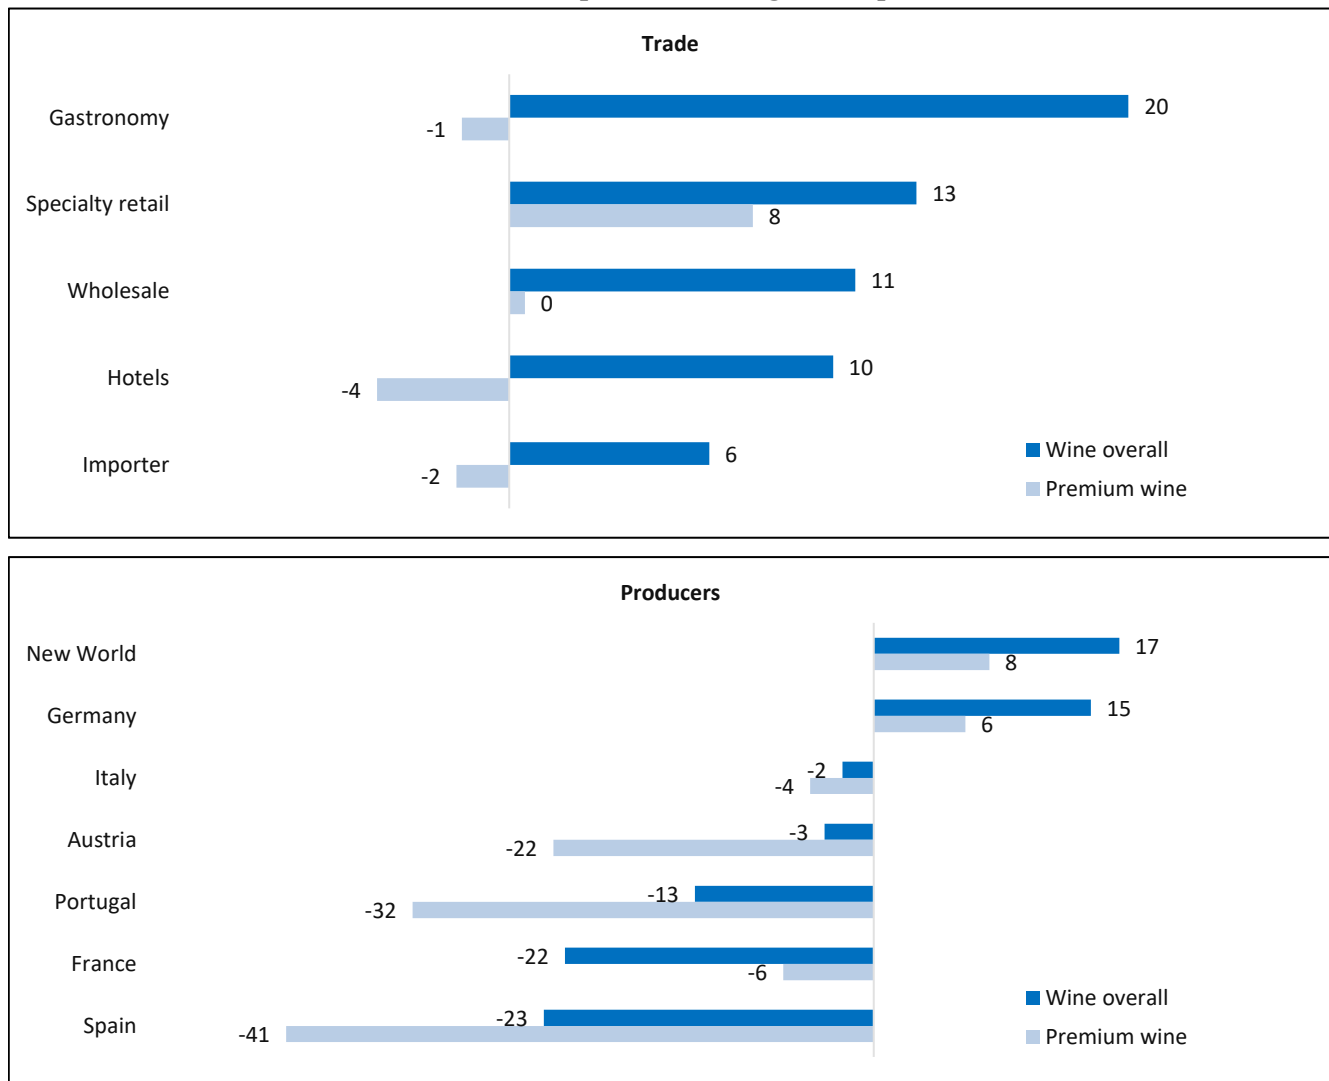 Trade
Gastronomy
20
-1
Specialty retail
13
8
Wholesale
11
0
Hotels
10
-4
Importer
6
-2
Wine overall
Premium wine
Producers
New World
17
8
Germany
15
6
Italy
-2
-4
Austria
-3
-22
Portugal
-13
-32
France
-22
-6
Spain
-23
-41
Wine overall
Premium wine